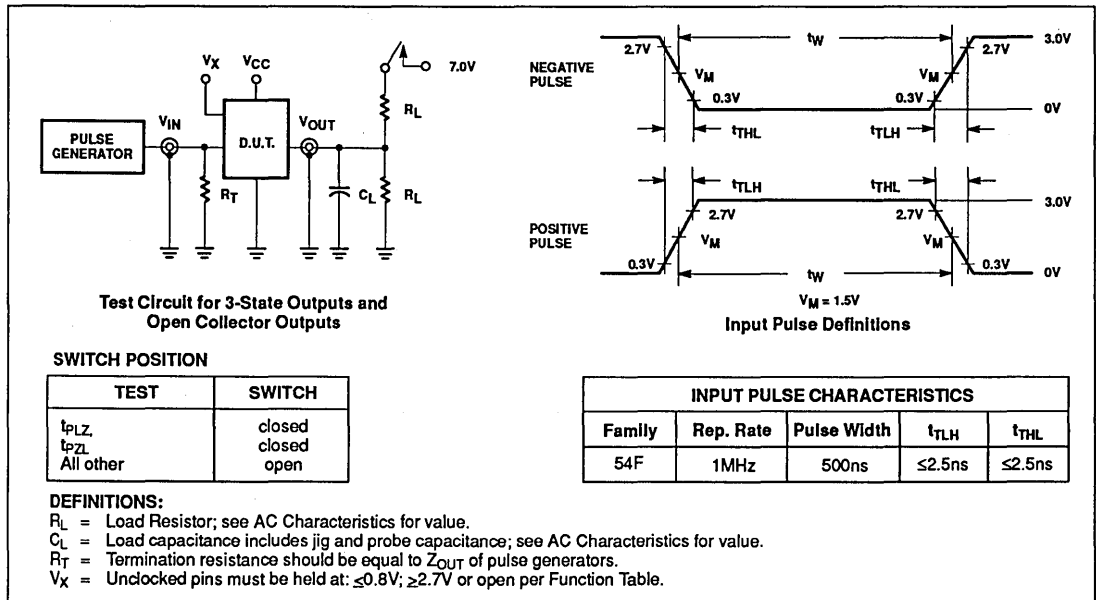 PULSE GENERATOR
VIN
RT
VX
VCC
D.U.T.
VOUT
CL
RL
RL
7.0V
Test Circuit for 3-State Outputs and
Open Collector Outputs
NEGATIVE
PULSE
2.7V
VM
0.3V
tW
0.3V
VM
2.7V
3.0V
0V
tTHL
tTLH
tTLH
tTHL
POSITIVE
PULSE
0.3V
VM
2.7V
tW
2.7V
VM
0.3V
3.0V
0V
VM = 1.5V
Input Pulse Definitions
SWITCH POSITION
TEST SWITCH
tPLZ, closed
tPZL closed
All other open
INPUT PULSE CHARACTERISTICS
Family Rep. Rate Pulse Width tTLH tTHL
54F 1MHz 500ns ≤2.5ns ≤2.5ns
DEFINITIONS:
RL = Load Resistor; see AC Characteristics for value.
CL = Load capacitance includes jig and probe capacitance; see AC Characteristics for value.
RT = Termination resistance should be equal to ZOUT of pulse generators.
VX = Unclocked pins must be held at: ≤0.8V; ≥2.7V or open per Function Table.